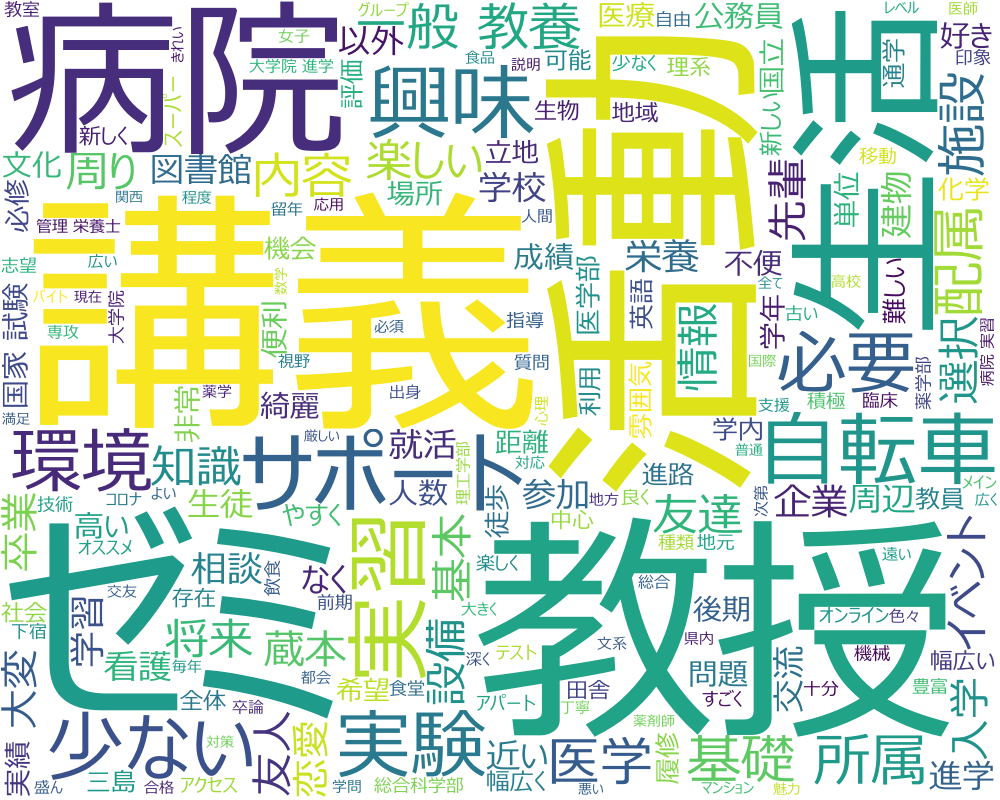 教室
グループ
一般
教養
医療
自由
公務員
レベル
医師
病院
女子
以外
きれい
大学院 進学
食品
説明
可能
少なく
理系
好き
印象
通学
新しい
国立
生活
活動
興味
評価
スーパー
新しく
生物
地域
施設
文化
周り
図書館
内容
楽しい
立地
場所
学校
移動
先輩
単位
建物
化学
必修
関西
程度
留年
応用
人間
管理 栄養士
講義
機会
成績
栄養
不便
配属
志望
広い
バイト
現在
数学
医学部
英語
情報
学年
全て
高校
古い
難しい
国家 試験
大学院
専攻
便利
視野
必須
指導
質問
国際
必要
選択
病院 実習
満足
非常
薬学
綺麗
出身
心理
利用
雰囲気
支援
積極
臨床
薬学部
環境
知識
厳しい
サポート
就活
距離
対応
理工学部
学内
普通
自転車
技術
コロナ
よい
生徒
やすく
人数
徒歩
参加
地方
良く
進路
次第
企業
周辺
教員
メイン
広く
卒業
高い
オススメ
ゼミ
相談
飲食
なく
実習
基本
楽しく
中心
種類
地元
友達
教授
遠い
イベント
社会
下宿
学習
交友
存在
前期
大きく
総合
後期
オンライン
色々
大変
看護
毎年
将来
蔵本
設備
深く
テスト
文系
県内
機械
幅広い
問題
交流
都会
全体
卒論
希望
食堂
アパート
田舎
丁寧
すごく
十分
豊富
入学
実績
少ない
対策
友人
恋愛
実験
近い
幅広く
医学
履修
薬剤師
基礎
所属
進学
盛ん
三島
合格
アクセス
学問
総合科学部
悪い
マンション
魅力